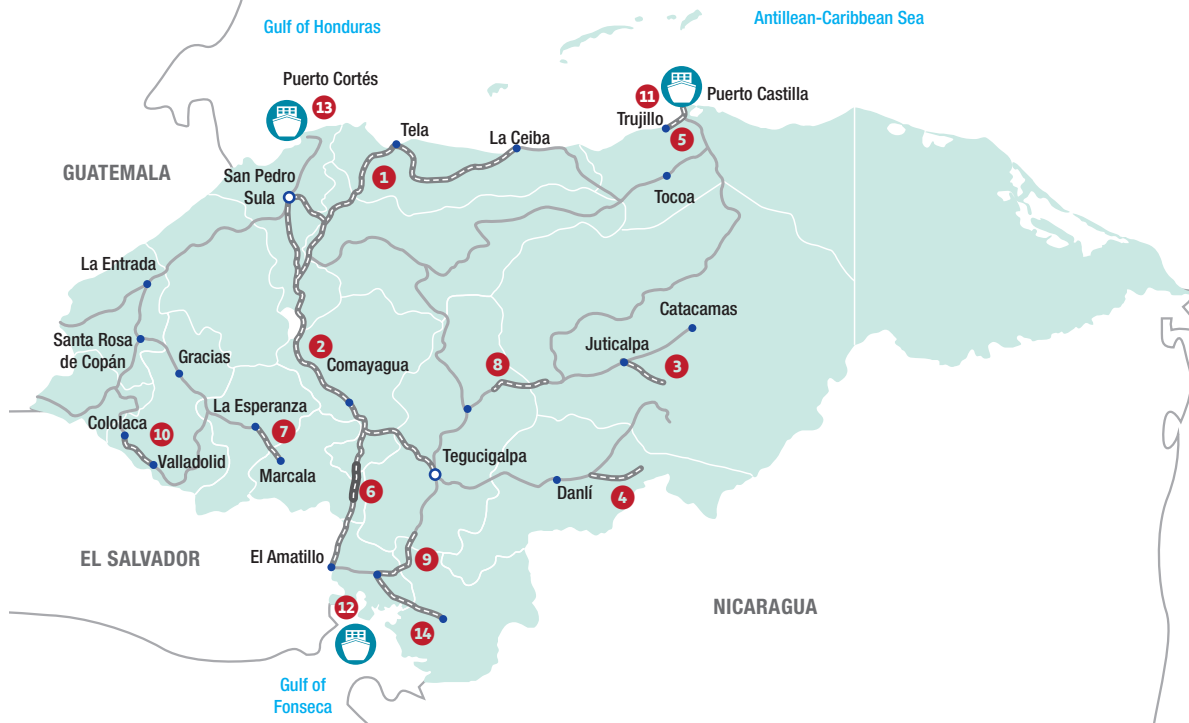 Gulf of Honduras
Antillean-Caribbean Sea
Puerto Cortés
13
11
Puerto Castilla
Trujillo
5
Tela
La Ceiba
GUATEMALA
San Pedro
Sula
1
Tocoa
La Entrada
Catacamas
Santa Rosa
de Copán
Gracias
2
Comayagua
8
Juticalpa
3
La Esperanza
7
Cololaca
10
Valladolid
Marcala
Tegucigalpa
6
Danlí
4
EL SALVADOR
El Amatillo
9
12
14
NICARAGUA
Gulf of
Fonseca